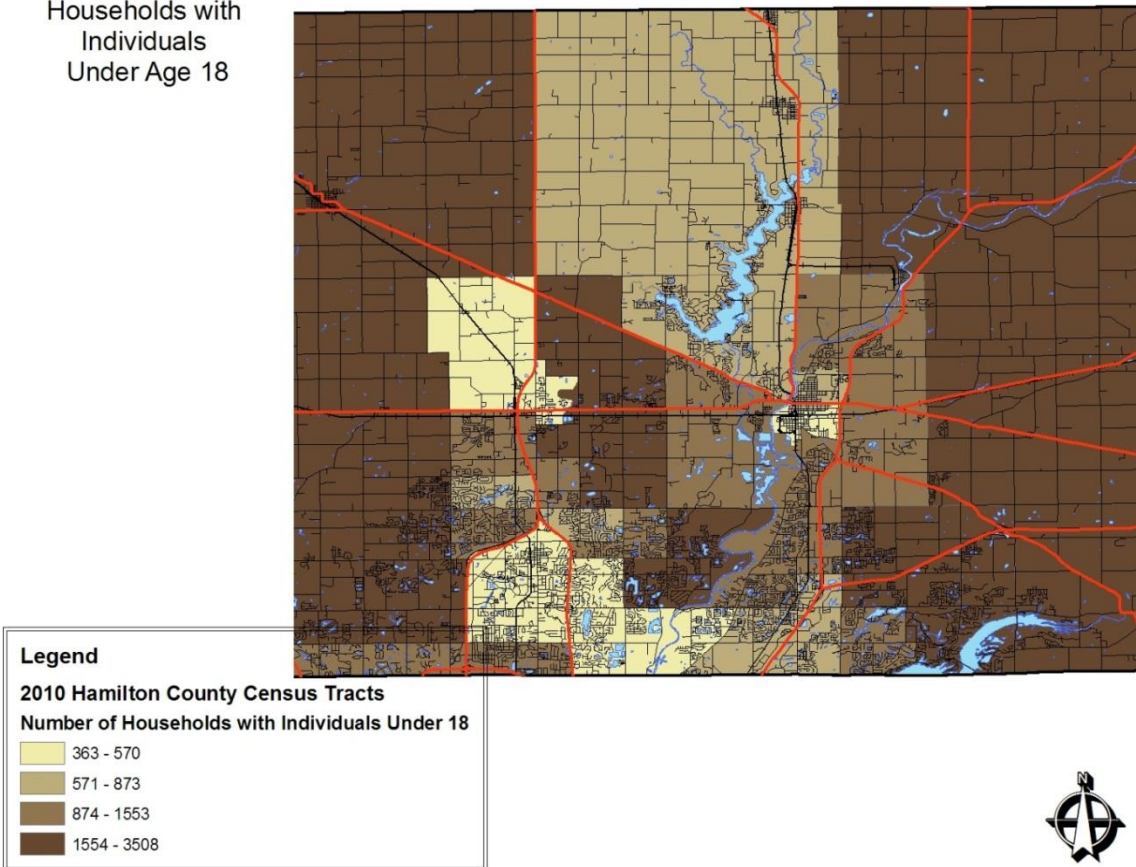 Households with
Individuals
Under Age 18
Legend
2010 Hamilton County Census Tracts
Number of Households with Individuals Under 18
363 - 570
571 - 873
874 - 1553
1554 - 3508
N